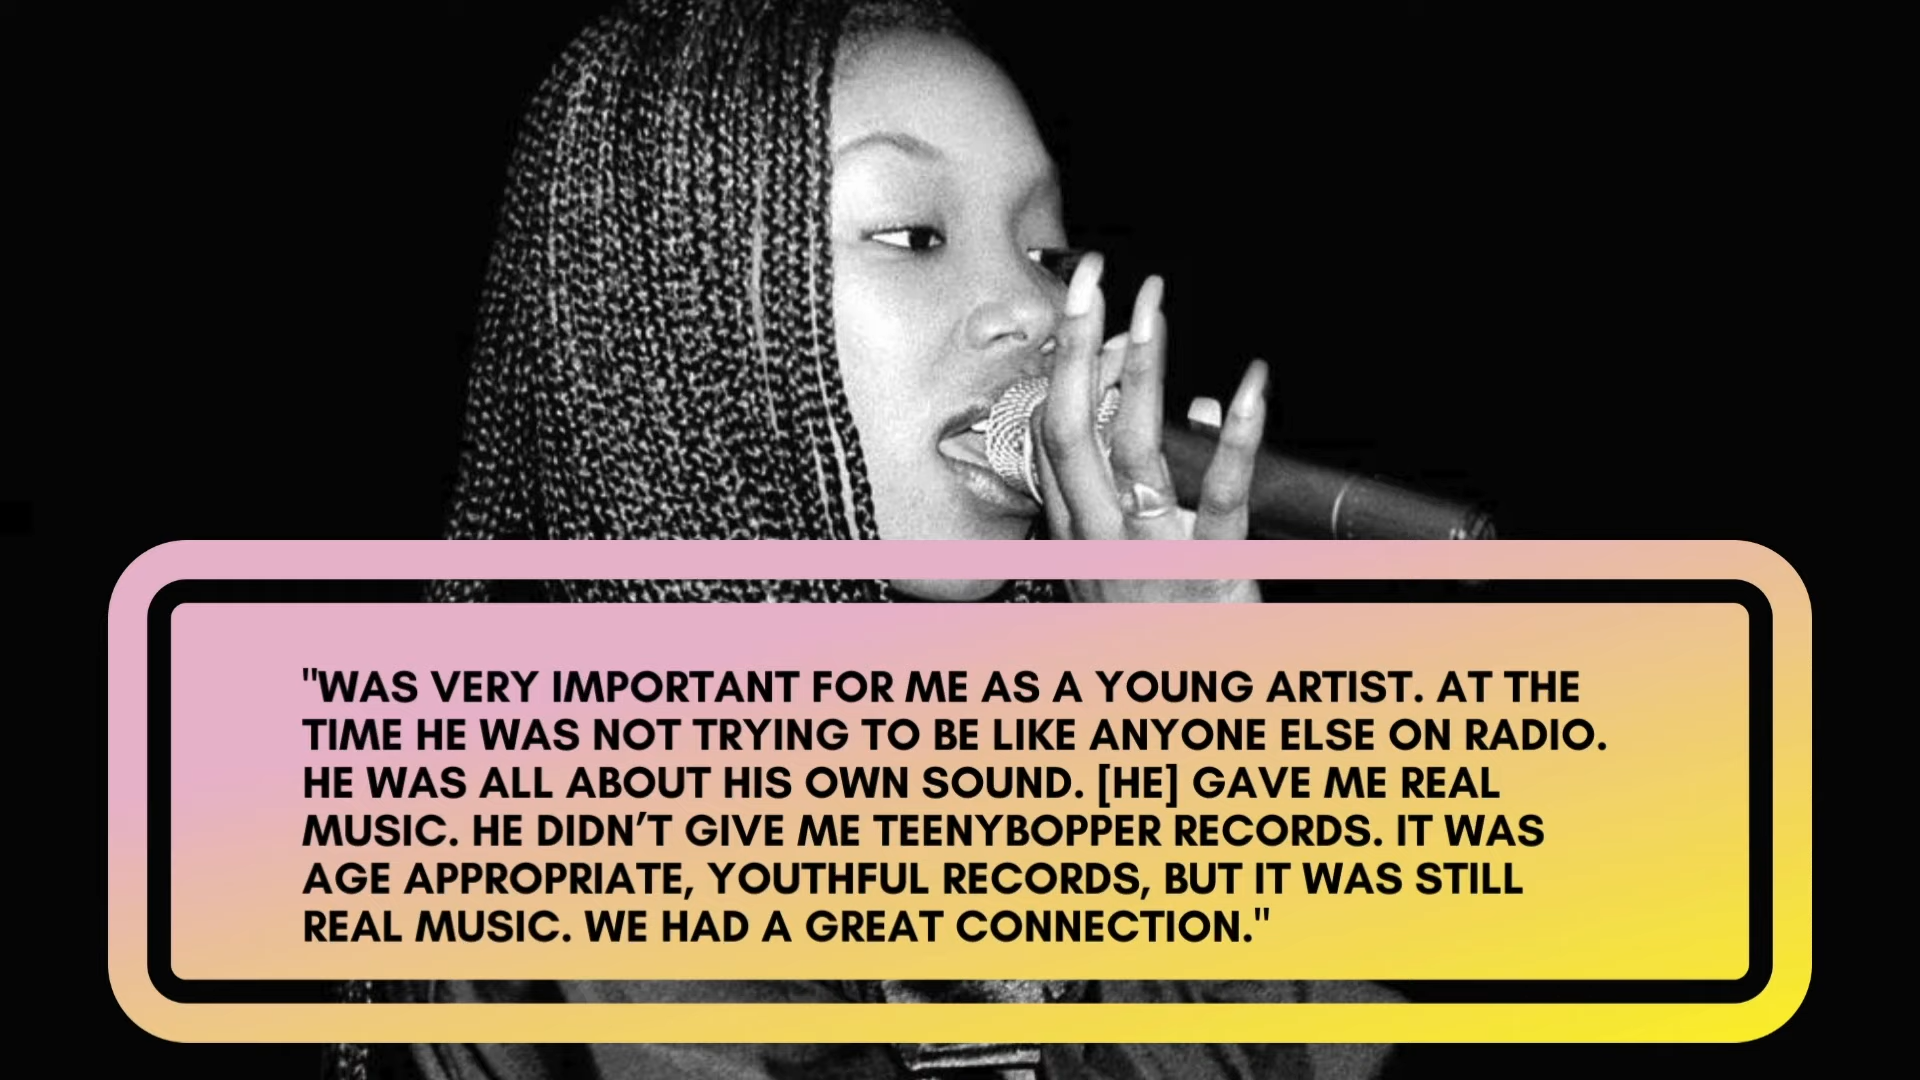 "WAS VERY IMPORTANT FOR ME AS A YOUNG ARTIST. AT THE
TIME HE WAS NOT TRYING TO BE LIKE ANYONE ELSE ON RADIO.
HE WAS ALL ABOUT HIS OWN SOUND. [HE] GAVE ME REAL
MUSIC. HE DIDN’T GIVE ME TEENYBOPPER RECORDS. IT WAS
AGE APPROPRIATE, YOUTHFUL RECORDS, BUT IT WAS STILL
REAL MUSIC. WE HAD A GREAT CONNECTION."